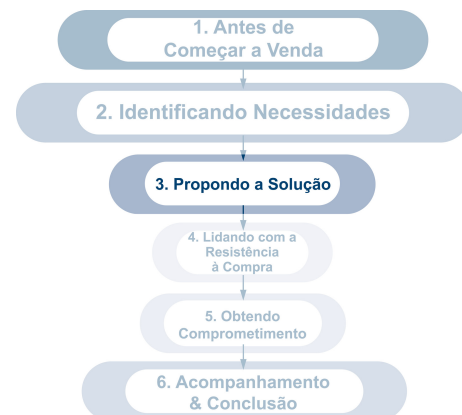 1. Antes de
Começar a Venda
2. Identificando Necessidades
3. Propondo a Solução
4. Lidando com a
Resistência
à Compra
5. Obtendo
Comprometimento
6. Acompanhamento
& Conclusão